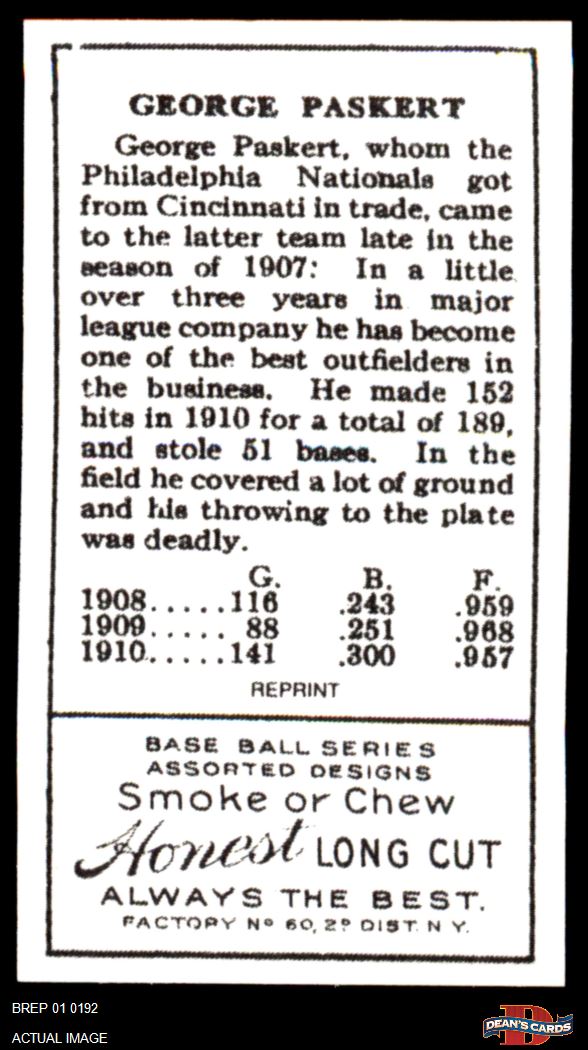 GEORGE PASKERT
George Paskert, whom the
Philadelphia Nationals got
from Cincinnati in trade, came
to the latter team late in the
season of 1907: In a little
over three years in major
league company he has become
one of the best outfielders in
the business. He made 152
hits in 1910 for a total of 189,
and stole 51 bases. In the
field he covered a lot of ground
and his throwing to the plate
was deadly.
G. B. F.
1908.....116 .243 .959
1909..... 88 .251 .968
1910.....141 .300 .957
REPRINT
BASE BALL SERIES
ASSORTED DESIGNS
Smoke or Chew
Honest LONG CUT
ALWAYS THE BEST.
FACTORY Nº 60, 2D DIST. N.Y.
BREP 01 0192
ACTUAL IMAGE
D
DEAN'S CARDS